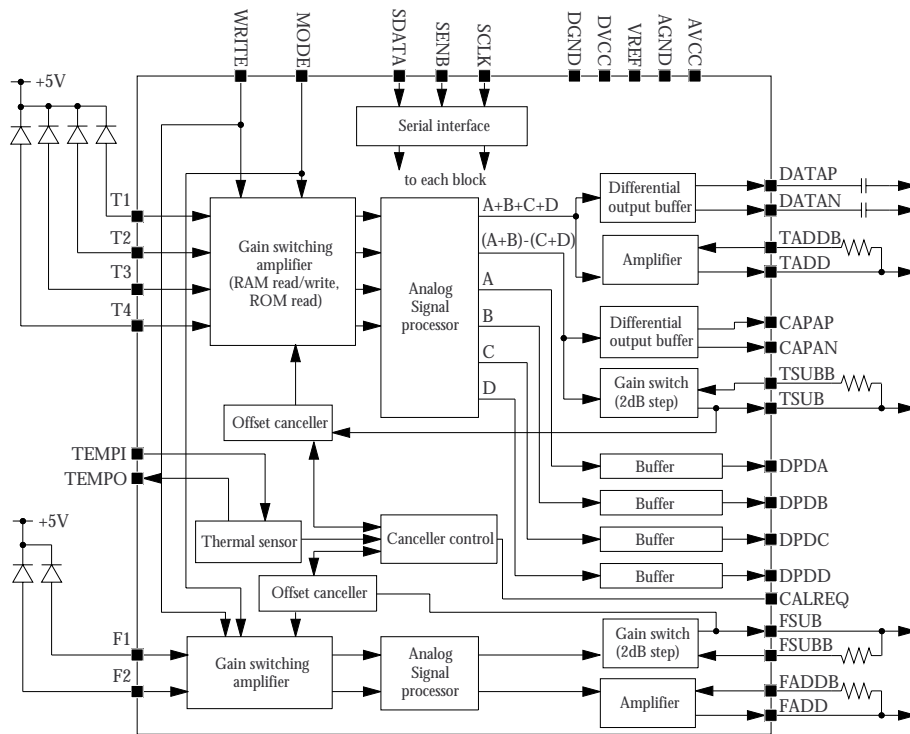 WRITE
MODE
SDATA
SENB
SCLK
DGND
DVCC
VREF
AGND
AVCC
+5V
Serial interface
to each block
T1
T2
T3
T4
Gain switching
amplifier
(RAM read/write,
ROM read)
Analog
Signal
processor
A+B+C+D
(A+B)-(C+D)
A
B
C
D
Differential
output buffer
DATAP
DATAN
Amplifier
TADDB
TADD
Differential
output buffer
CAPAP
CAPAN
Gain switch
(2dB step)
TSUBB
TSUB
Offset canceller
TEMPI
TEMPO
Buffer
DPDA
Buffer
DPDB
Buffer
DPDC
Buffer
DPDD
+5V
Thermal sensor
Canceller control
Offset canceller
CALREQ
F1
F2
Gain switching
amplifier
Analog
Signal
processor
Gain switch
(2dB step)
FSUB
FSUBB
Amplifier
FADDB
FADD